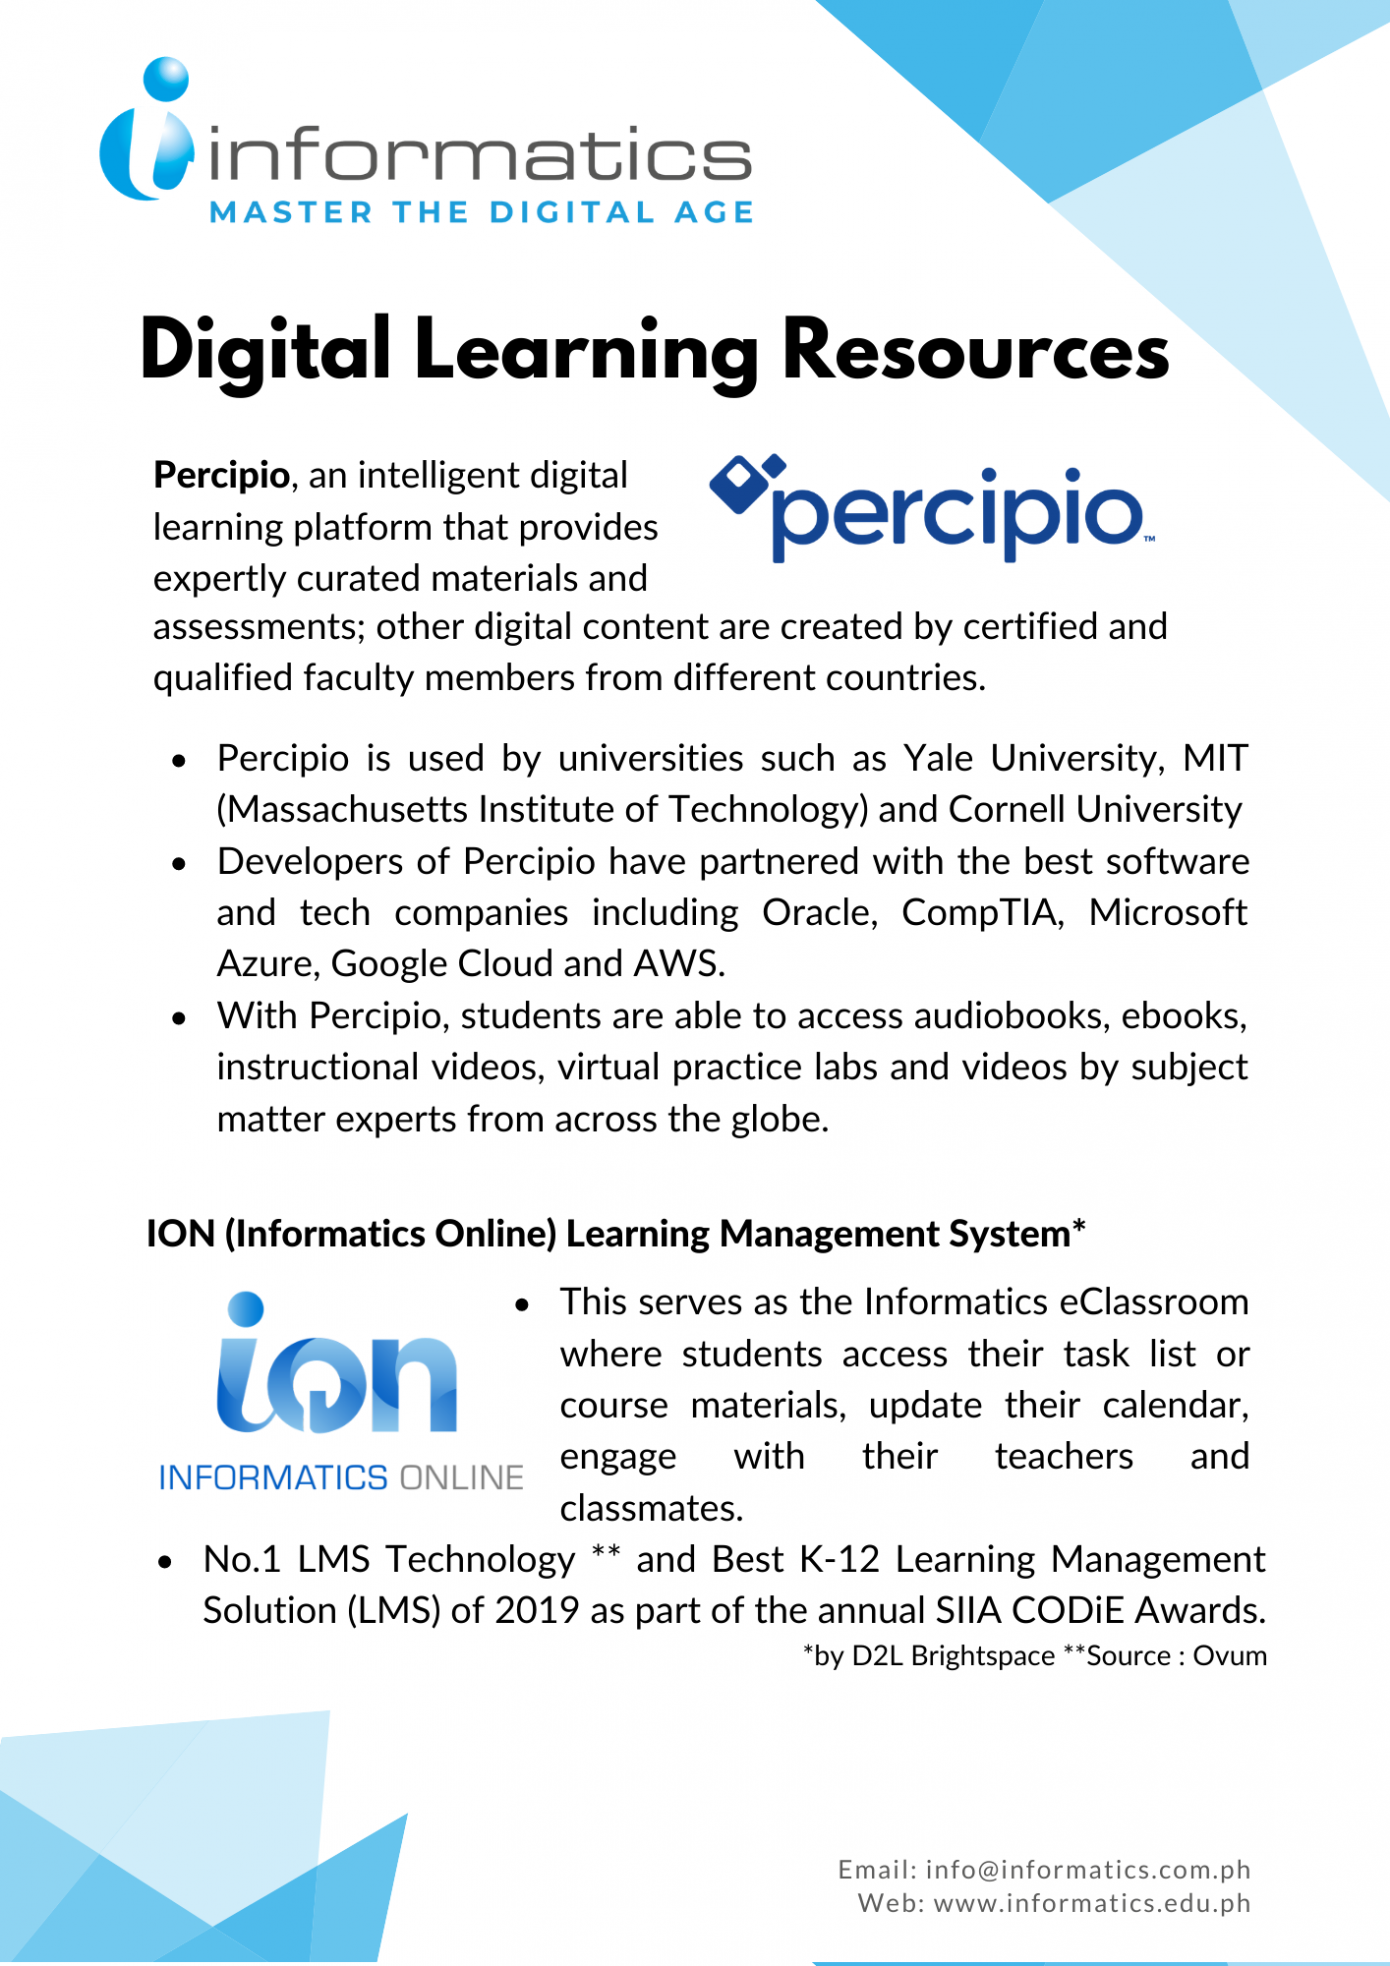 informatics
MASTER THE DIGITAL AGE
Digital Learning Resources
Percipio, an intelligent digital
learning platform that provides
expertly curated materials and
percipio™
assessments; other digital content are created by certified and
qualified faculty members from different countries.
• Percipio is used by universities such as Yale University, MIT
(Massachusetts Institute of Technology) and Cornell University
• Developers of Percipio have partnered with the best software
and tech companies including Oracle, CompTIA, Microsoft
Azure, Google Cloud and AWS.
• With Percipio, students are able to access audiobooks, ebooks,
instructional videos, virtual practice labs and videos by subject
matter experts from across the globe.
ION (Informatics Online) Learning Management System*
ion
INFORMATICS ONLINE
• This serves as the Informatics eClassroom
where students access their task list or
course materials, update their calendar,
engage with their teachers and
classmates.
• No.1 LMS Technology ** and Best K-12 Learning Management
Solution (LMS) of 2019 as part of the annual SIIA CODiE Awards.
*by D2L Brightspace **Source : Ovum
Email: info@informatics.com.ph
Web: www.informatics.edu.ph